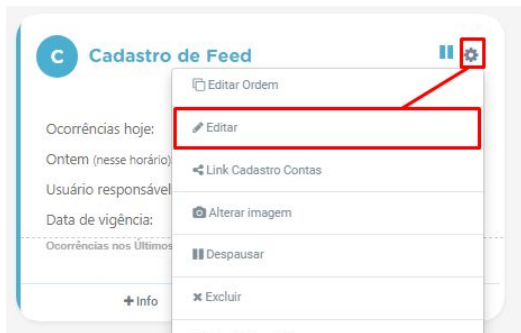 C Cadastro de Feed
Editar Ordem
Ocorrências hoje:
Editar
Ontem (nesse horário)
Link Cadastro Contas
Usuário responsável
Alterar imagem
Data de vigência:
Ocorrências nos Últimos
Despausar
+ Info
Excluir